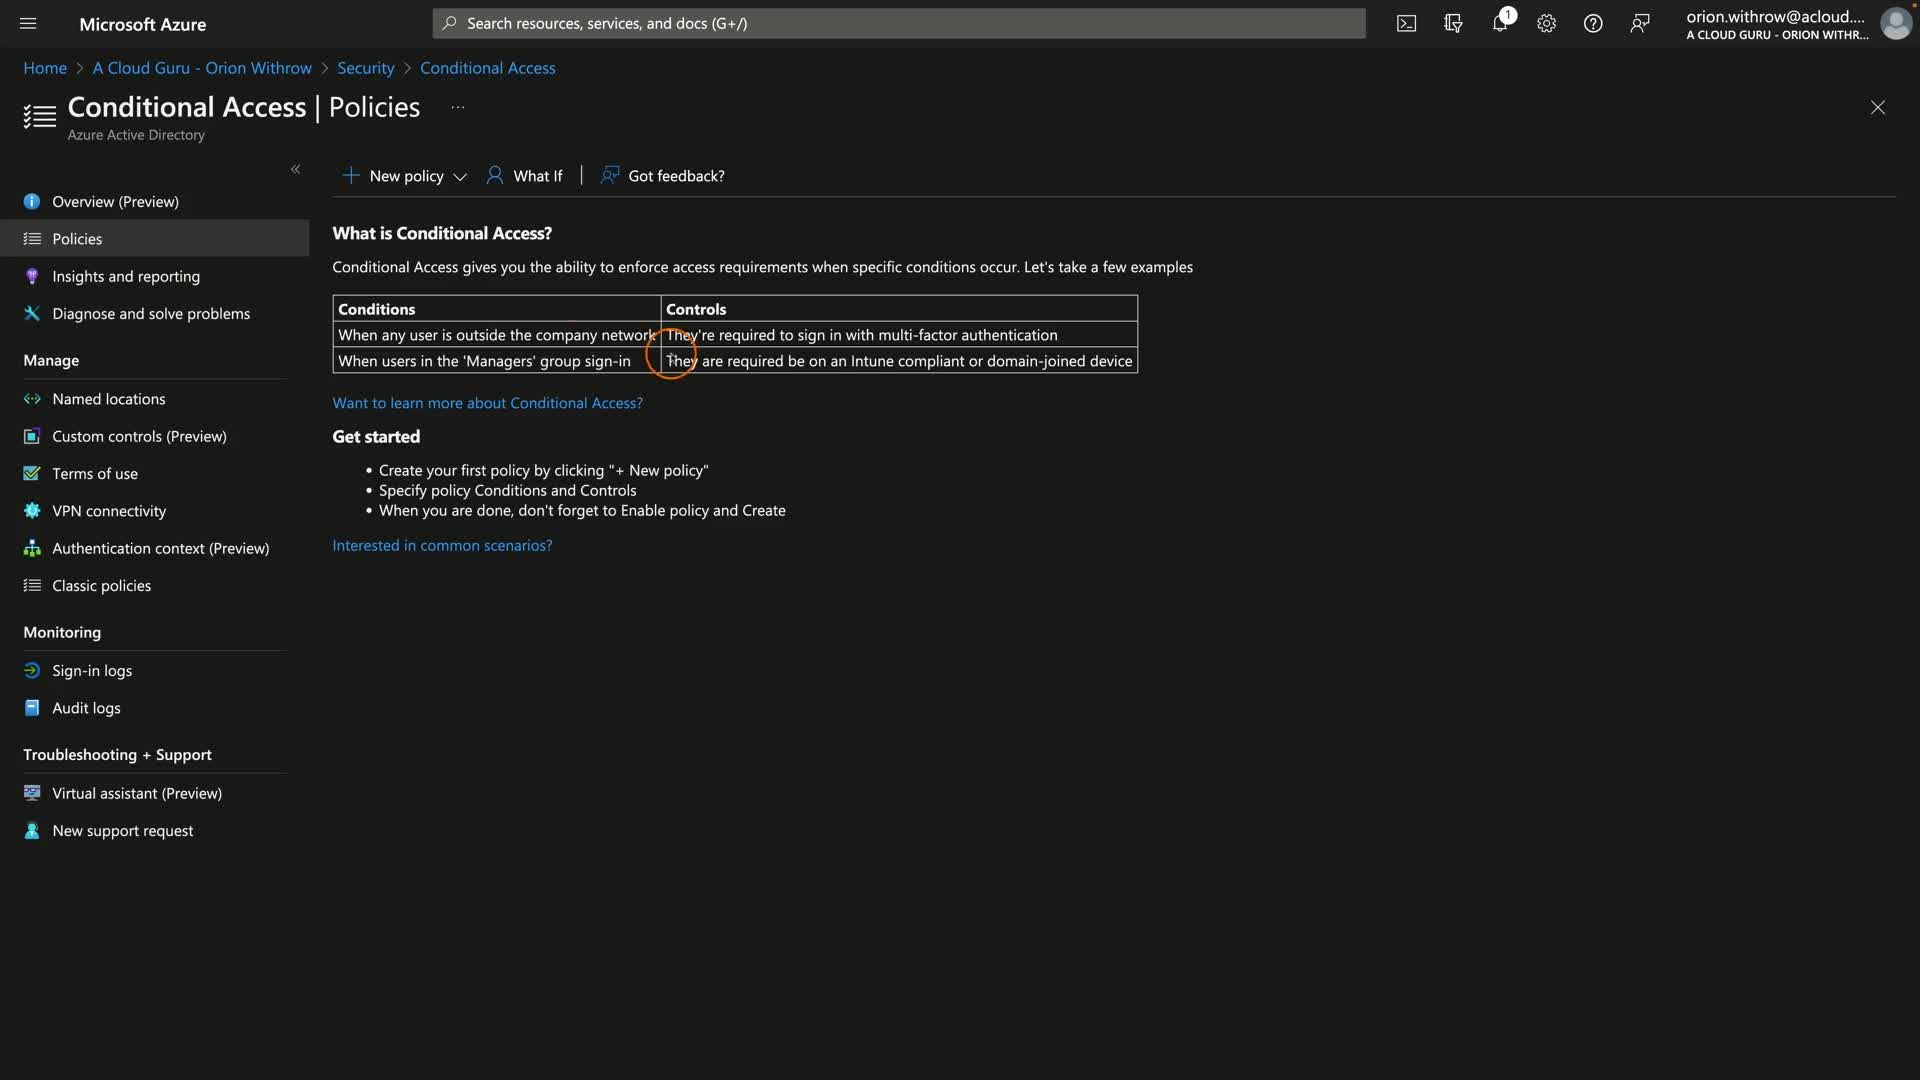 Microsoft Azure
Search resources, services, and docs (G+/)
1
orion.withrow@acloud....
A CLOUD GURU - ORION WITHR...
Home > A Cloud Guru - Orion Withrow > Security > Conditional Access
Conditional Access | Policies ...
Azure Active Directory
«
New policy
What If
Got feedback?
Overview (Preview)
Policies
Insights and reporting
Diagnose and solve problems
Manage
Named locations
Custom controls (Preview)
Terms of use
VPN connectivity
Authentication context (Preview)
Classic policies
Monitoring
Sign-in logs
Audit logs
Troubleshooting + Support
Virtual assistant (Preview)
New support request
What is Conditional Access?
Conditional Access gives you the ability to enforce access requirements when specific conditions occur. Let's take a few examples
Conditions Controls
When any user is outside the company network They're required to sign in with multi-factor authentication
When users in the 'Managers' group sign-in They are required be on an Intune compliant or domain-joined device
Want to learn more about Conditional Access?
Get started
• Create your first policy by clicking "+ New policy"
• Specify policy Conditions and Controls
• When you are done, don't forget to Enable policy and Create
Interested in common scenarios?